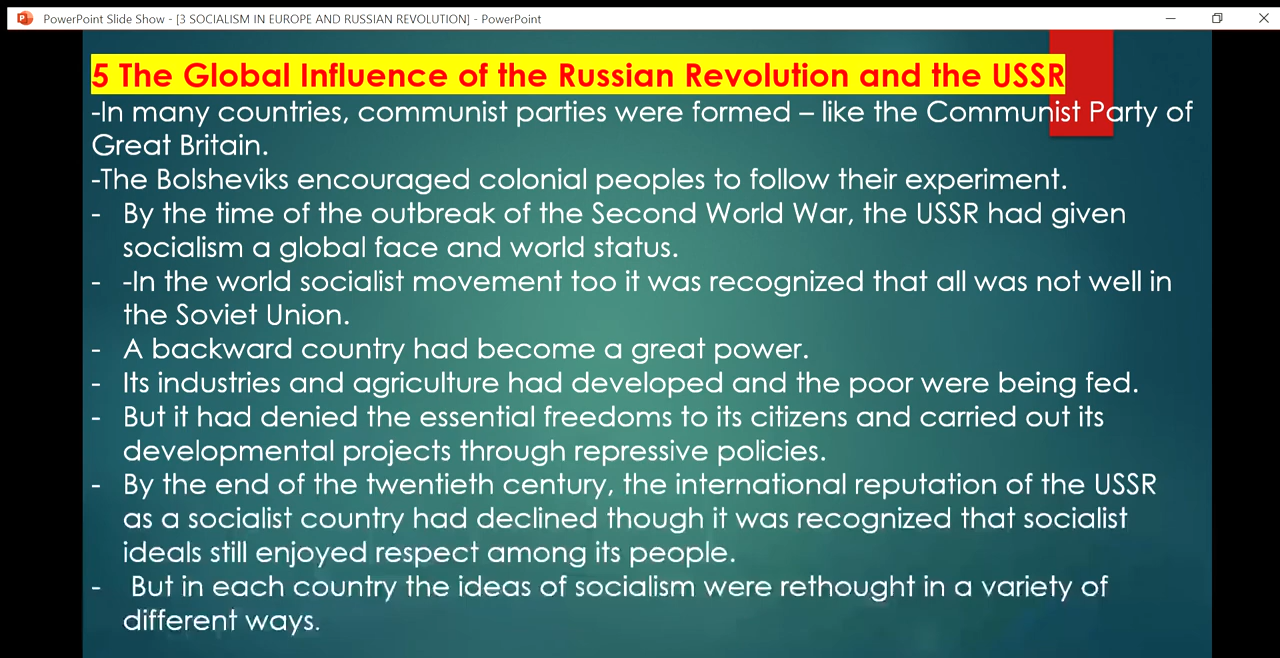 PowerPoint Slide Show - [3 SOCIALISM IN EUROPE AND RUSSIAN REVOLUTION] - PowerPoint
5 The Global Influence of the Russian Revolution and the USSR
-In many countries, communist parties were formed – like the Communist Party of
Great Britain.
-The Bolsheviks encouraged colonial peoples to follow their experiment.
- By the time of the outbreak of the Second World War, the USSR had given
socialism a global face and world status.
- -In the world socialist movement too it was recognized that all was not well in
the Soviet Union.
- A backward country had become a great power.
- Its industries and agriculture had developed and the poor were being fed.
- But it had denied the essential freedoms to its citizens and carried out its
developmental projects through repressive policies.
- By the end of the twentieth century, the international reputation of the USSR
as a socialist country had declined though it was recognized that socialist
ideals still enjoyed respect among its people.
- But in each country the ideas of socialism were rethought in a variety of
different ways.